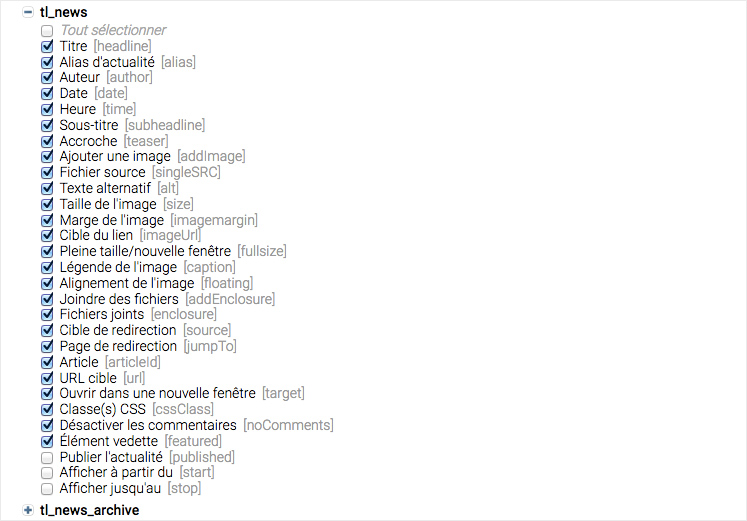 tl_news
Tout sélectionner
Titre [headline]
Alias d'actualité [alias]
Auteur [author]
Date [date]
Heure [time]
Sous-titre [subheadline]
Accroche [teaser]
Ajouter une image [addImage]
Fichier source [singleSRC]
Texte alternatif [alt]
Taille de l'image [size]
Marge de l'image [imagemargin]
Cible du lien [imageUrl]
Pleine taille/nouvelle fenêtre [fullsize]
Légende de l'image [caption]
Alignement de l'image [floating]
Joindre des fichiers [addEnclosure]
Fichiers joints [enclosure]
Cible de redirection [source]
Page de redirection [jumpTo]
Article [articleId]
URL cible [url]
Ouvrir dans une nouvelle fenêtre [target]
Classe(s) CSS [cssClass]
Désactiver les commentaires [noComments]
Élément vedette [featured]
Publier l'actualité [published]
Afficher à partir du [start]
Afficher jusqu'au [stop]
tl_news_archive